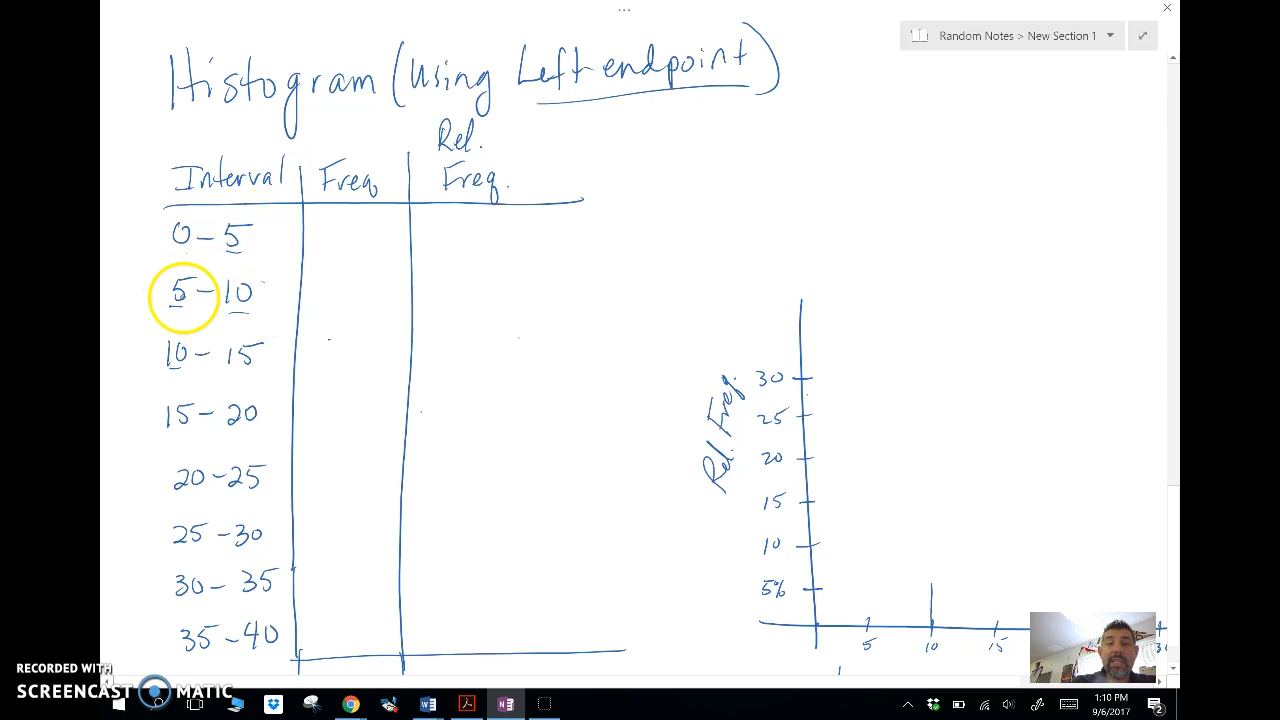 Random Notes > New Section 1
Histogram (Using Left endpoint)
Rel.
Interval Freq Freq.
0 - 5
5 - 10
10 - 15
15 - 20
20 - 25
25 - 30
30 - 35
35 - 40
Rel. Freq.
30
25
20
15
10
5%
5 10 15 30
RECORDED WITH
SCREENCAST MATIC
1:10 PM
9/6/2017
2